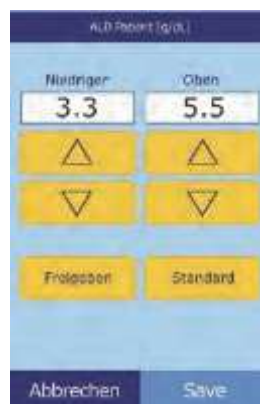 ALB Patient [g/dL]
Niedriger Oben
3.3 5.5
Freigeben Standard
Abbrechen Save